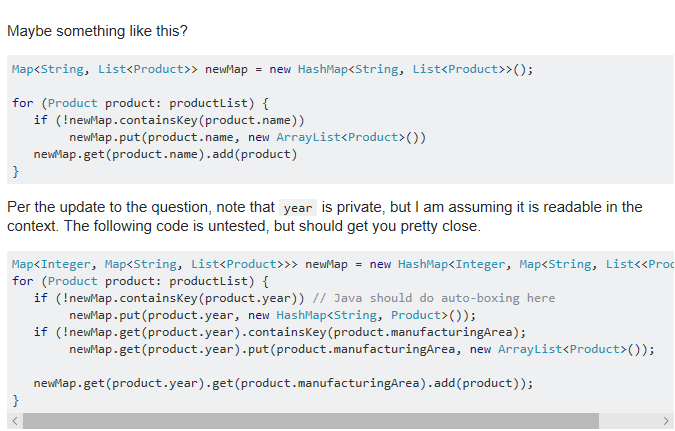 Maybe something like this?
Map<String, List<Product>> newMap = new HashMap<String, List<Product>>();
for (Product product: productList) {
if (!newMap.containsKey(product.name))
newMap.put(product.name, new ArrayList<Product>())
newMap.get(product.name).add(product)
}
Per the update to the question, note that year is private, but I am assuming it is readable in the
context. The following code is untested, but should get you pretty close.
Map<Integer, Map<String, List<Product>>> newMap = new HashMap<Integer, Map<String, List<<Proc
for (Product product: productList) {
if (!newMap.containsKey(product.year)) // Java should do auto-boxing here
newMap.put(product.year, new HashMap<String, Product>());
if (!newMap.get(product.year).containsKey(product.manufacturingArea);
newMap.get(product.year).put(product.manufacturingArea, new ArrayList<Product>());
newMap.get(product.year).get(product.manufacturingArea).add(product));
}